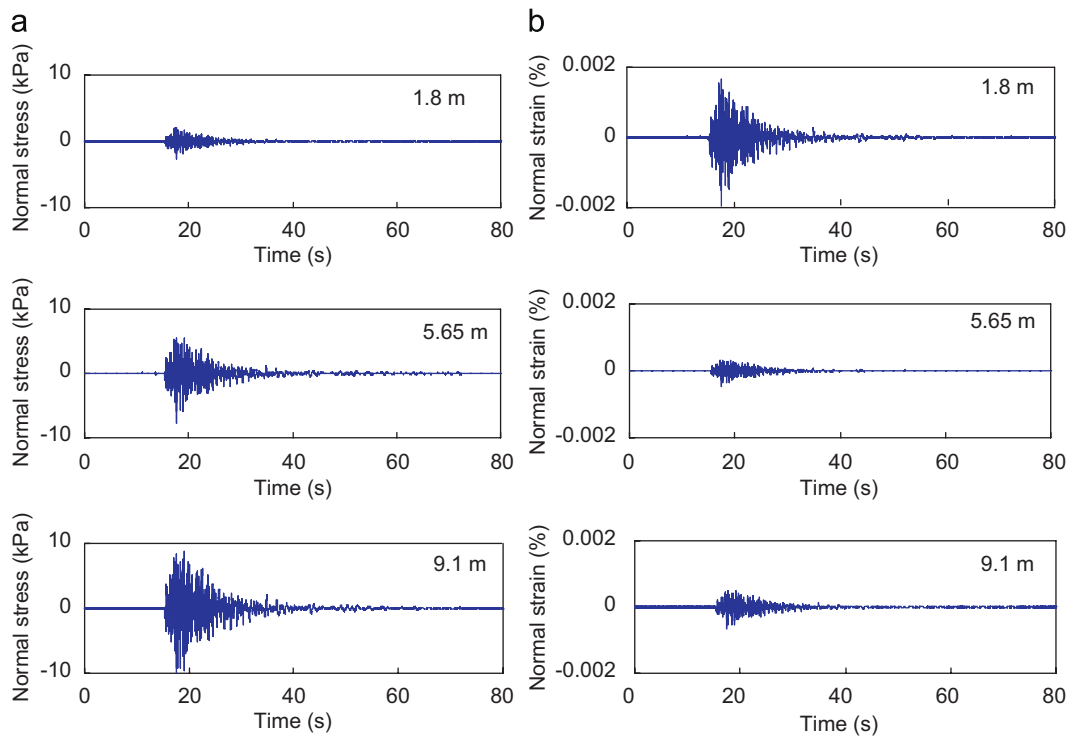 a
b
Normal stress (kPa)
10
0
-10
1.8 m
0 20 40 60 80
Time (s)
Normal strain (%)
0.002
0
-0.002
1.8 m
0 20 40 60 80
Time (s)
Normal stress (kPa)
10
0
-10
5.65 m
0 20 40 60 80
Time (s)
Normal strain (%)
0.002
0
-0.002
5.65 m
0 20 40 60 80
Time (s)
Normal stress (kPa)
10
0
-10
9.1 m
0 20 40 60 80
Time (s)
Normal strain (%)
0.002
0
-0.002
9.1 m
0 20 40 60 80
Time (s)